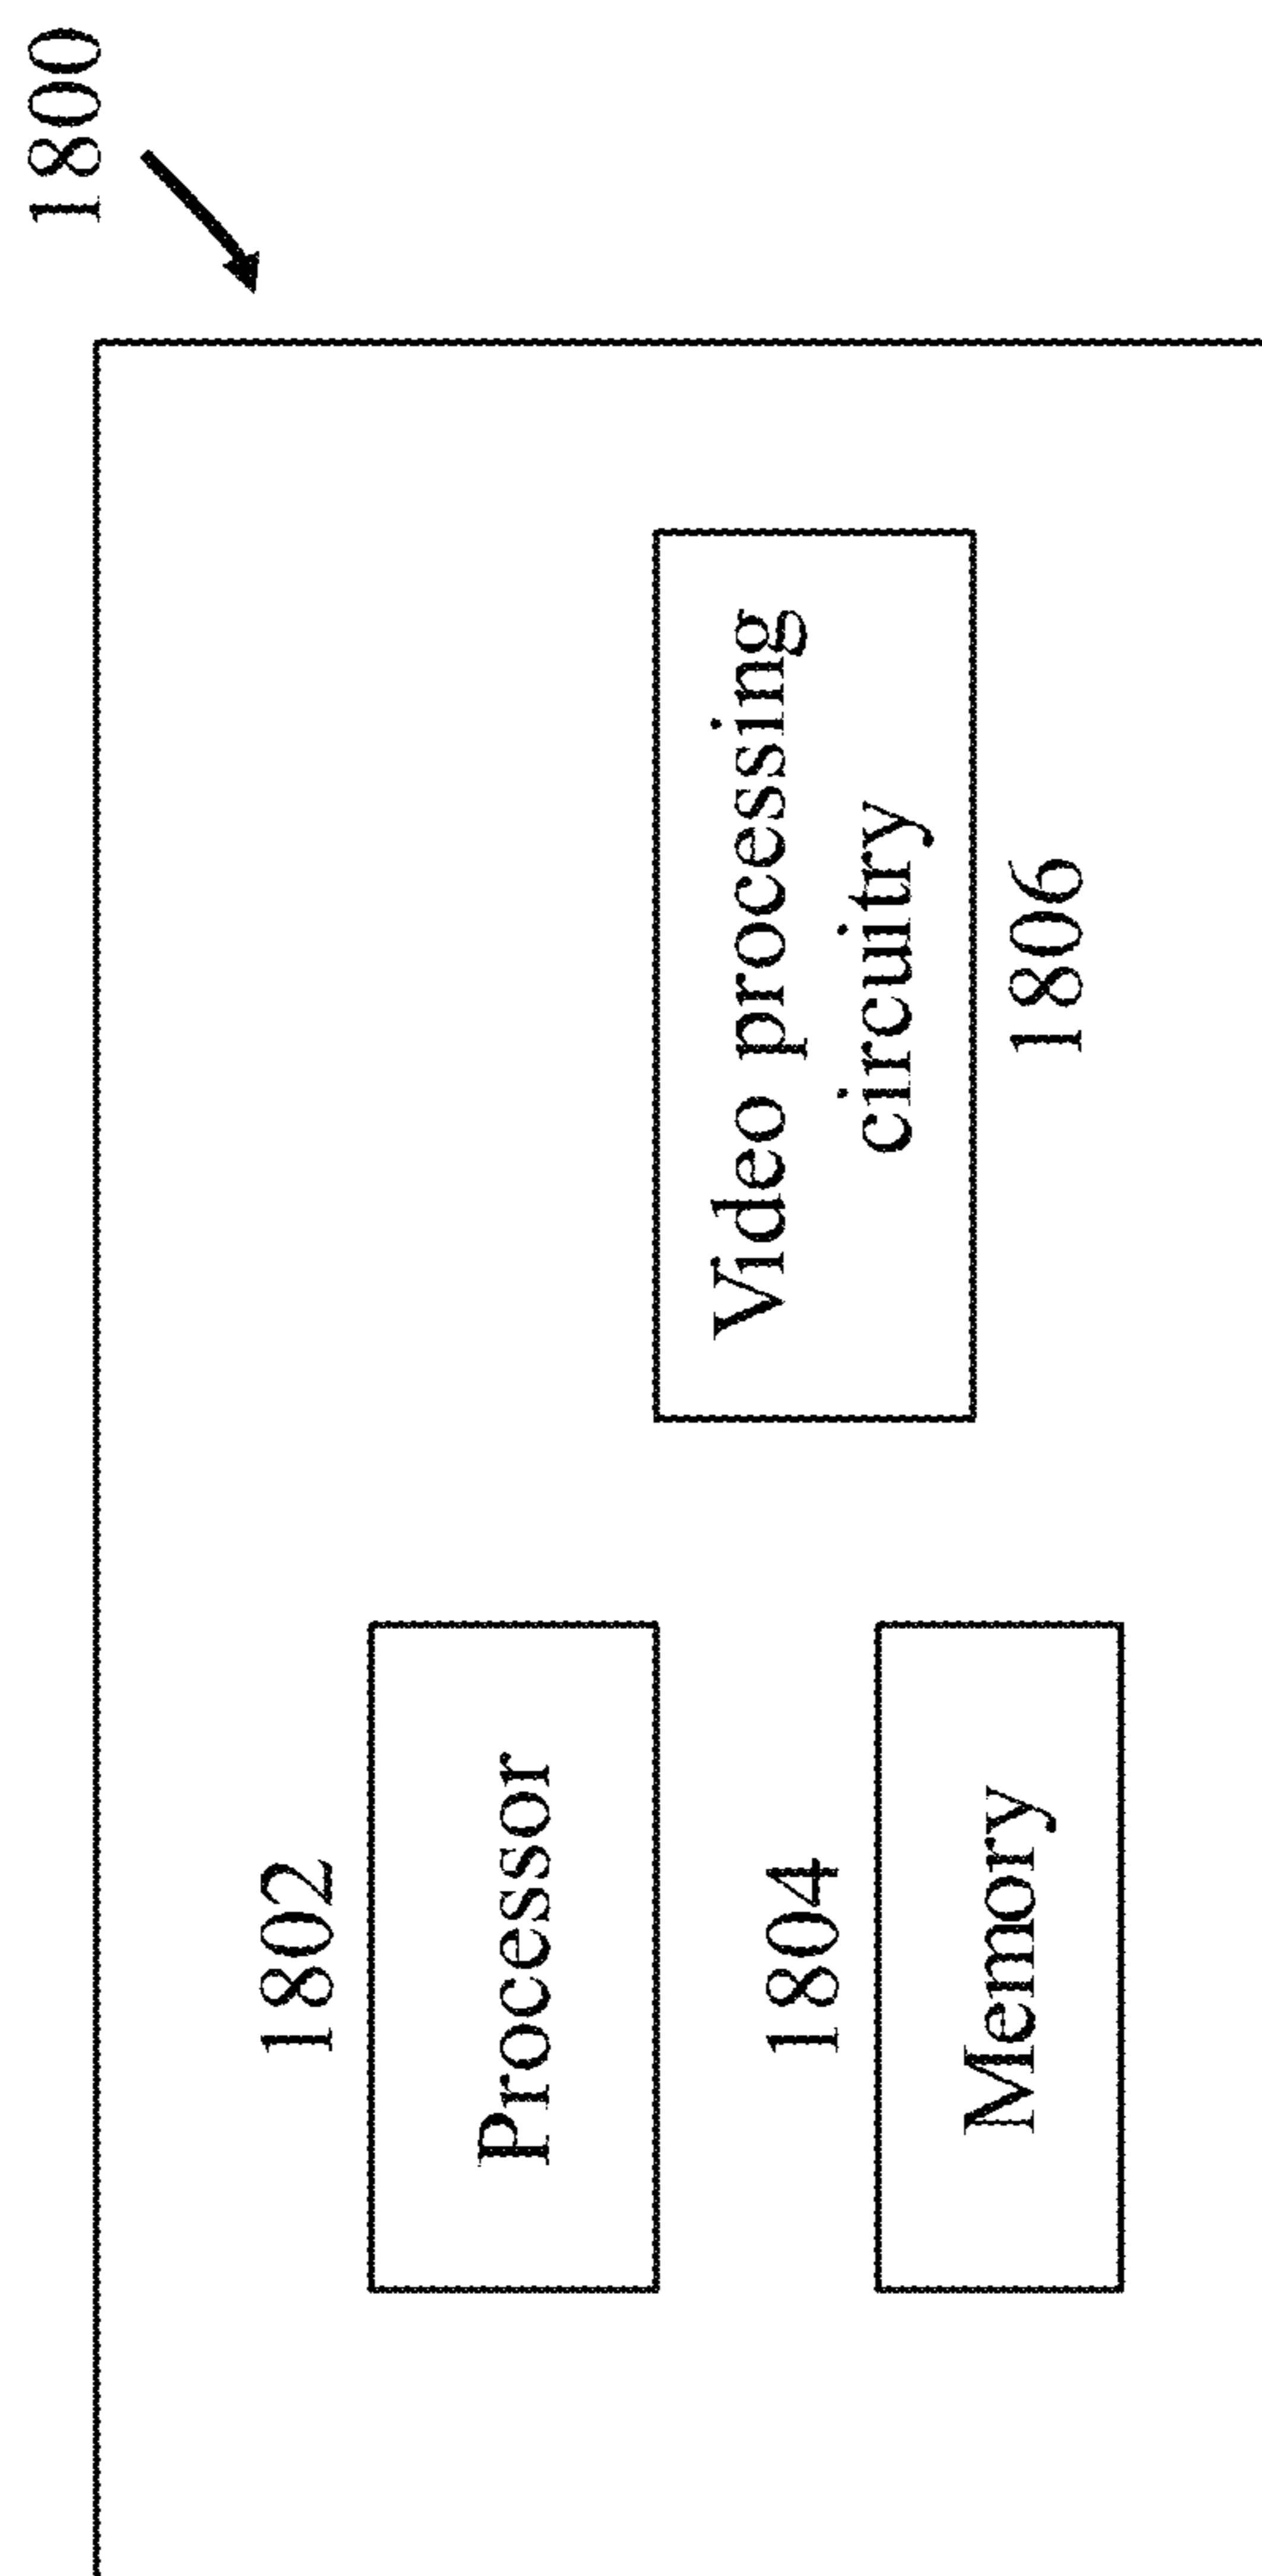 1800
1802
Processor
1804
Memory
Video processing
circuitry
1806